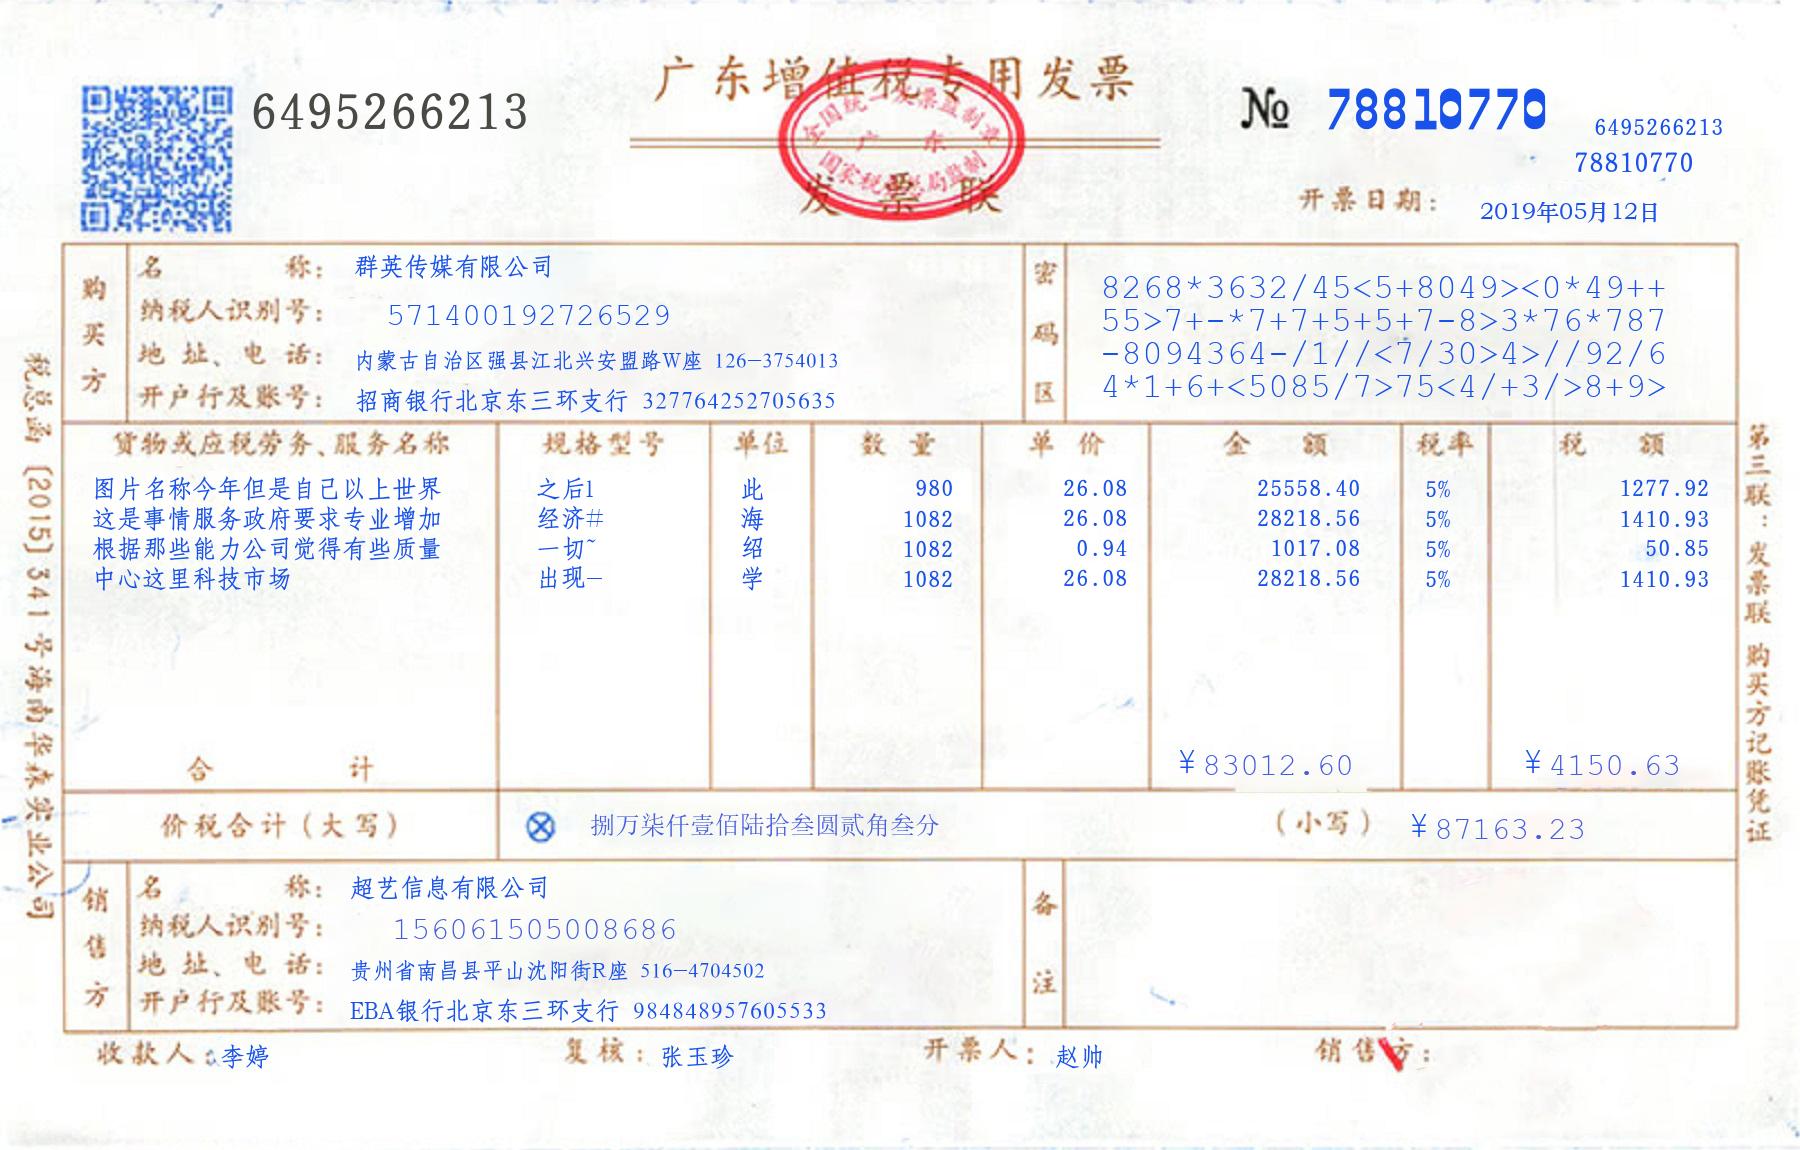 广东增值税专用发票
发票联
全国统一发票监制章
广东
国家税务总局监制
6495266213
№ 78810770
6495266213
78810770
开票日期： 2019年05月12日
购买方
名称： 群英传媒有限公司
纳税人识别号： 571400192726529
地址、电话： 内蒙古自治区强县江北兴安盟路W座 126-3754013
开户行及账号： 招商银行北京东三环支行 327764252705635
密码区
8268*3632/45<5+8049><0*49++
55>7+-*7+7+5+5+7-8>3*76*787
-8094364-/1//<7/30>4>//92/6
4*1+6+<5085/7>75<4/+3/>8+9>
货物或应税劳务、服务名称 规格型号 单位 数量 单价 金额 税率 税额
图片名称今年但是自己以上世界 之后l 此 980 26.08 25558.40 5% 1277.92
这是事情服务政府要求专业增加 经济# 海 1082 26.08 28218.56 5% 1410.93
根据那些能力公司觉得有些质量 一切~ 绍 1082 0.94 1017.08 5% 50.85
中心这里科技市场 出现— 学 1082 26.08 28218.56 5% 1410.93
合计 ¥83012.60 ¥4150.63
价税合计（大写） ⊗ 捌万柒仟壹佰陆拾叁圆贰角叁分 （小写） ¥87163.23
销售方
名称： 超艺信息有限公司
纳税人识别号： 156061505008686
地址、电话： 贵州省南昌县平山沈阳街R座 516-4704502
开户行及账号： EBA银行北京东三环支行 984848957605533
备注
收款人：李婷 复核：张玉珍 开票人：赵帅 销售方：
税总函〔2015〕341号海南华森实业公司
第三联：发票联 购买方记账凭证